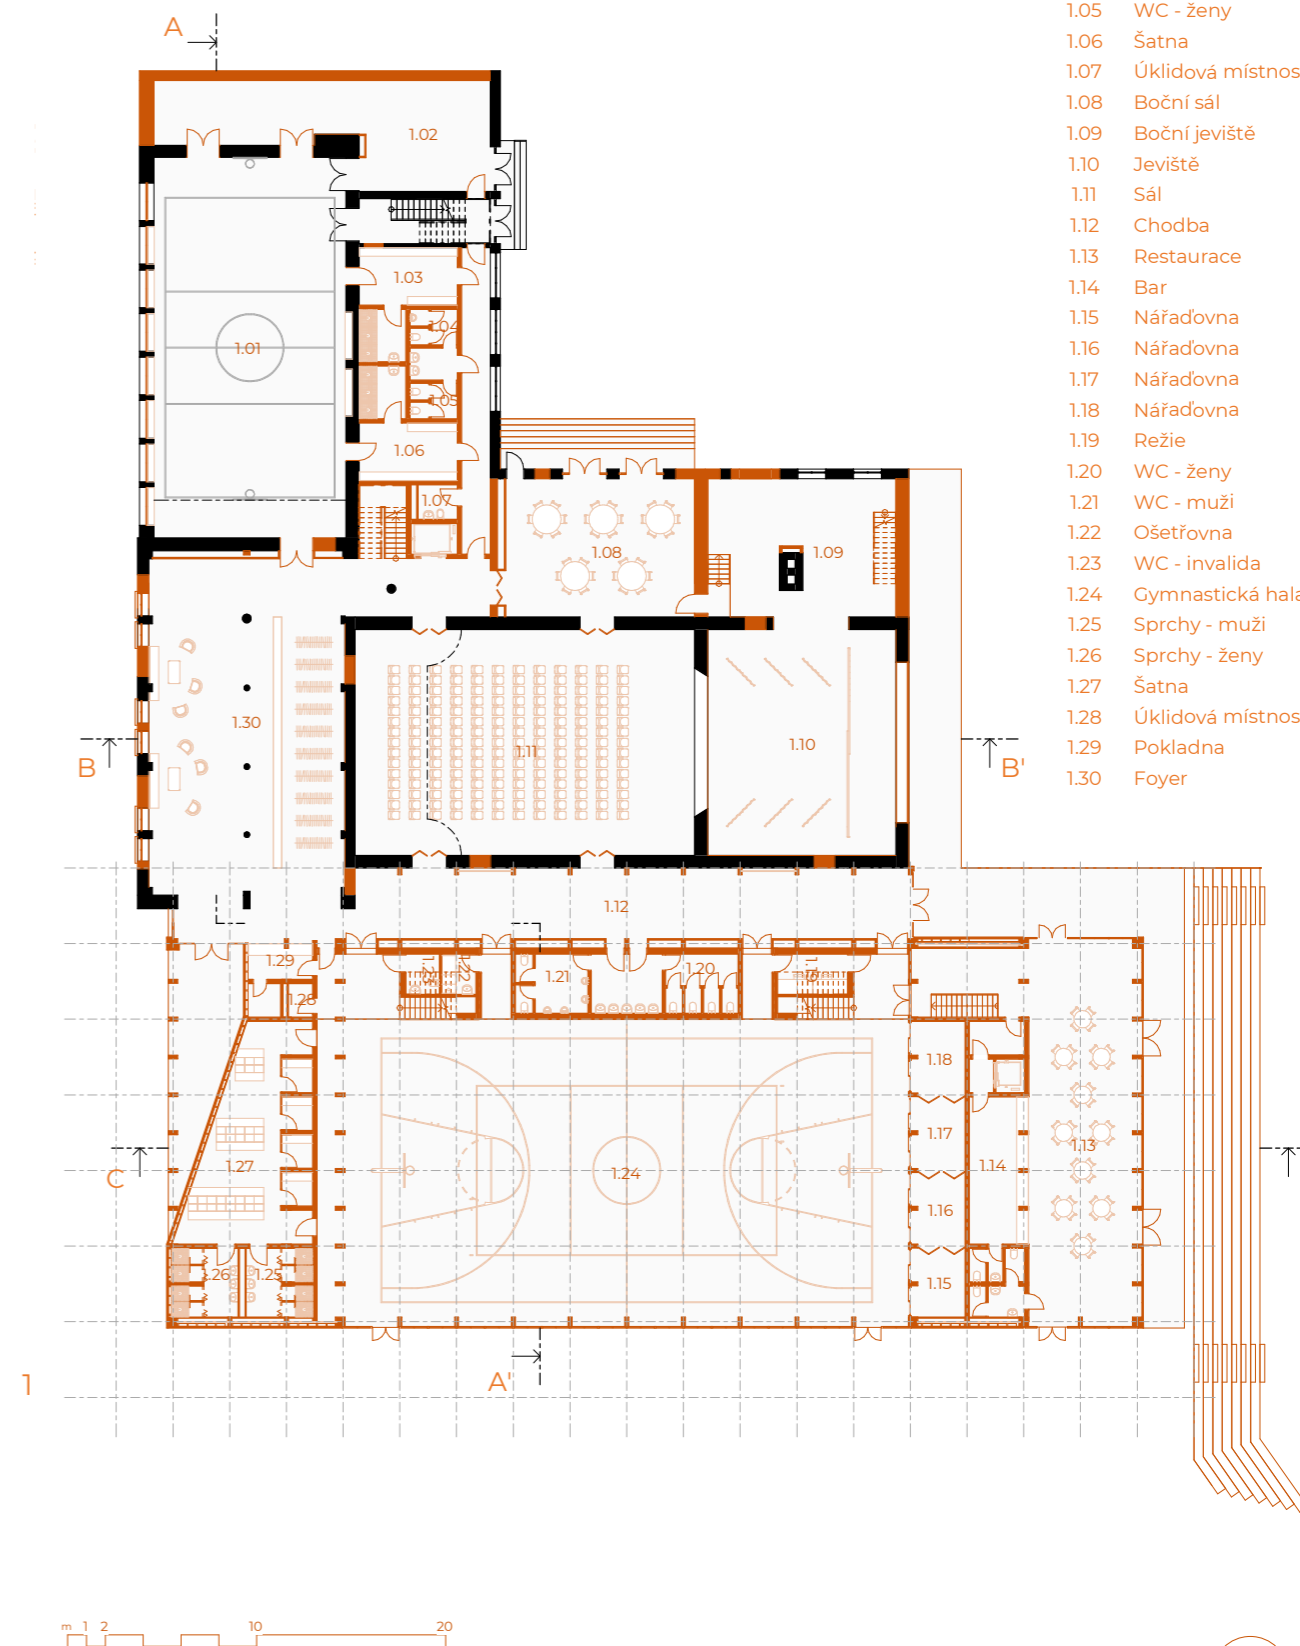 A
1.05 WC - ženy
1.06 Šatna
1.07 Úklidová místnos
1.08 Boční sál
1.09 Boční jeviště
1.10 Jeviště
1.11 Sál
1.12 Chodba
1.13 Restaurace
1.14 Bar
1.15 Nářaďovna
1.16 Nářaďovna
1.17 Nářaďovna
1.18 Nářaďovna
1.19 Režie
1.20 WC - ženy
1.21 WC - muži
1.22 Ošetřovna
1.23 WC - invalida
1.24 Gymnastická hala
1.25 Sprchy - muži
1.26 Sprchy - ženy
1.27 Šatna
1.28 Úklidová místnos
1.29 Pokladna
1.30 Foyer
1.02
1.03
1.04
1.01
1.05
1.06
1.07
1.08
1.09
1.30
1.11
1.10
B
B'
1.12
1.29
1.23
1.22
1.21
1.20
1.19
1.28
1.18
1.17
1.13
1.27
1.14
1.24
C
1.16
1.26
1.25
1.15
A'
1
m 1 2 10 20